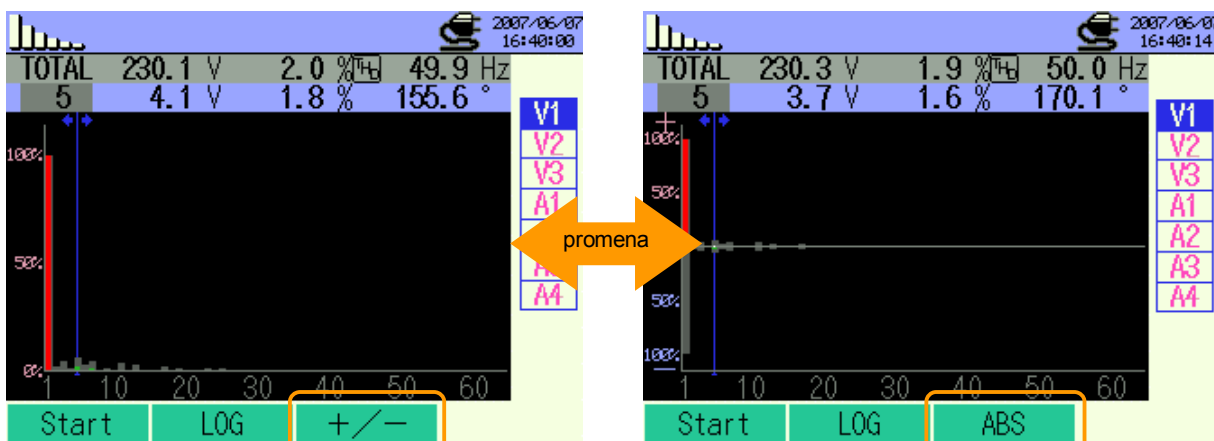 2007/06/07
16:40:00
TOTAL 230.1 V 2.0 % THD 49.9 Hz
5 4.1 V 1.8 % 155.6 °
V1
V2
V3
A1
A3
A4
100%
50%
0%
1 10 20 30 40 50 60
Start LOG +/−
promena
2007/06/0
16:40:14
TOTAL 230.3 V 1.9 % THD 50.0 Hz
5 3.7 V 1.6 % 170.1 °
V1
V2
V3
A1
A2
A3
A4
+
100%
50%
50%
100%
−
1 10 20 30 40 50 60
Start LOG ABS